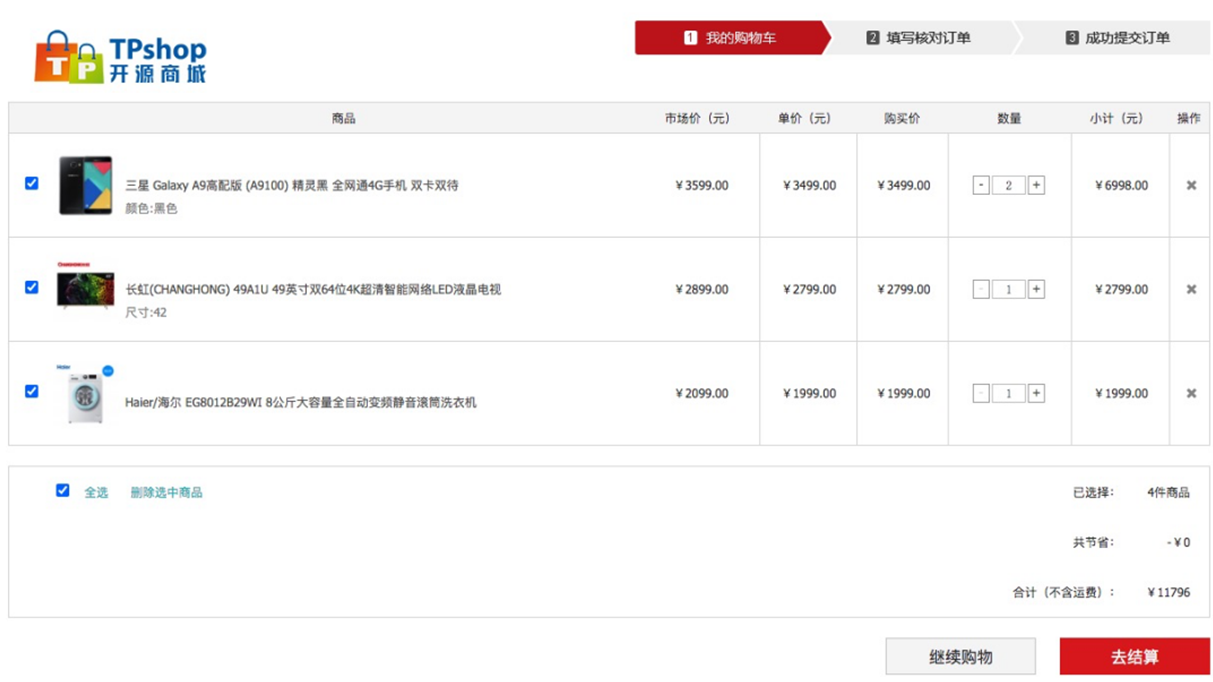 TPshop
开源商城
TP
1 我的购物车
2 填写核对订单
3 成功提交订单
商品 市场价（元） 单价（元） 购买价 数量 小计（元） 操作
三星 Galaxy A9高配版 (A9100) 精灵黑 全网通4G手机 双卡双待 ￥3599.00 ￥3499.00 ￥3499.00 - 2 + ￥6998.00 ×
颜色:黑色
CHANGHONG
长虹(CHANGHONG) 49A1U 49英寸双64位4K超清智能网络LED液晶电视 ￥2899.00 ￥2799.00 ￥2799.00 - 1 + ￥2799.00 ×
尺寸:42
Haier
Haier/海尔 EG8012B29WI 8公斤大容量全自动变频静音滚筒洗衣机 ￥2099.00 ￥1999.00 ￥1999.00 - 1 + ￥1999.00 ×
全选 删除选中商品 已选择： 4件商品
共节省： -￥0
合计（不含运费）： ￥11796
继续购物 去结算